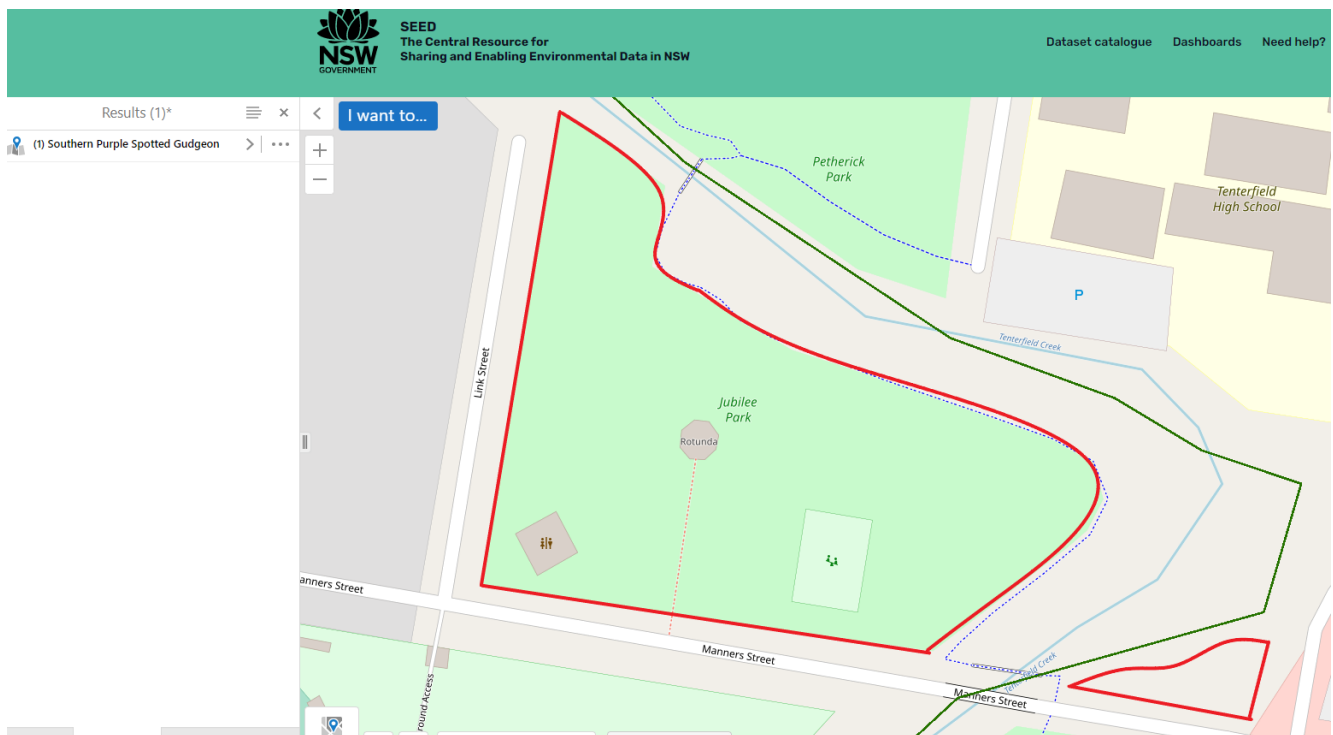 NSW
GOVERNMENT
SEED
The Central Resource for
Sharing and Enabling Environmental Data in NSW
Dataset catalogue
Dashboards
Need help?
Results (1)*
I want to...
(1) Southern Purple Spotted Gudgeon
+
−
Petherick
Park
Tenterfield
High School
P
Tenterfield Creek
Link Street
Jubilee
Park
Rotunda
anners Street
Manners Street
Tenterfield Creek
Manners Street
ound Access